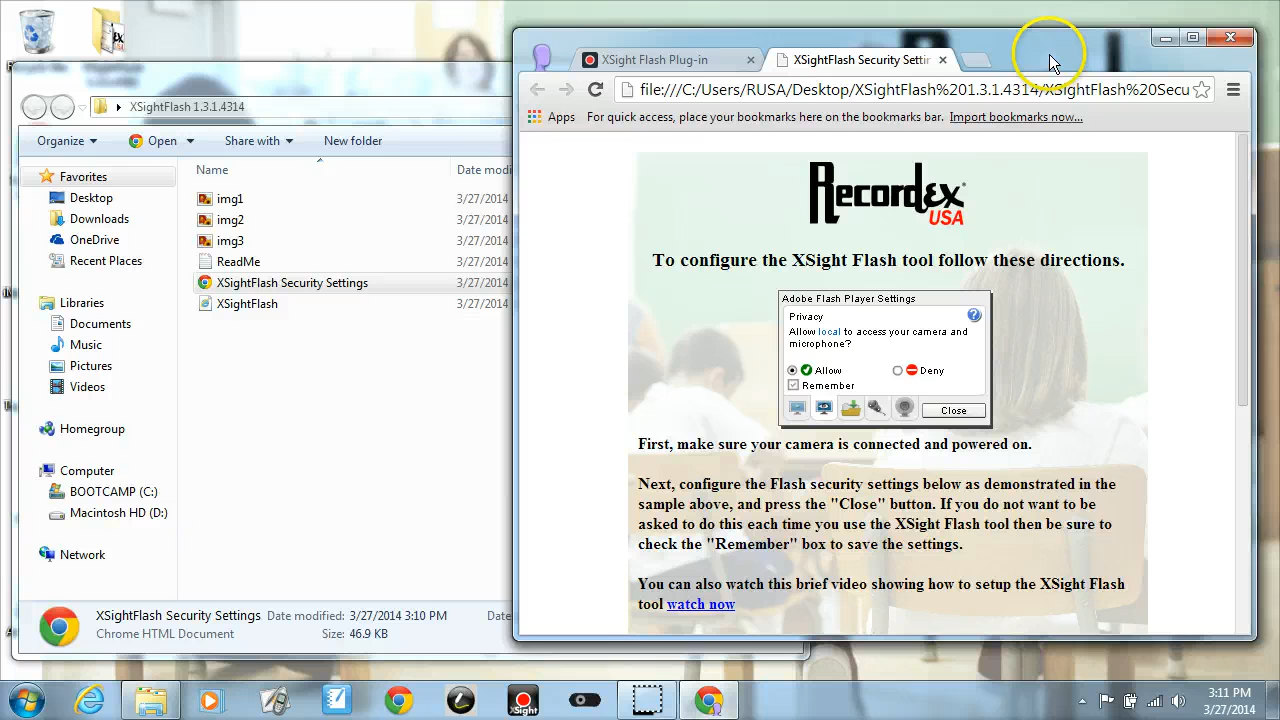 XSightFlash 1.3.1.4314
Organize
Open
Share with
New folder
Favorites
Desktop
Downloads
OneDrive
Recent Places
Libraries
Documents
Music
Pictures
Videos
Homegroup
Computer
BOOTCAMP (C:)
Macintosh HD (D:)
Network
Name
Date modi
img1 3/27/2014
img2 3/27/2014
img3 3/27/2014
ReadMe 3/27/2014
XSightFlash Security Settings 3/27/2014
XSightFlash 3/27/2014
XSightFlash Security Settings Date modified: 3/27/2014 3:10 PM Date
Chrome HTML Document Size: 46.9 KB
XSight Flash Plug-in
XSightFlash Security Settin
file:///C:/Users/RUSA/Desktop/XSightFlash%201.3.1.4314/XSightFlash%20Secu
Apps For quick access, place your bookmarks here on the bookmarks bar. Import bookmarks now...
Recordex
USA
To configure the XSight Flash tool follow these directions.
Adobe Flash Player Settings
Privacy
Allow local to access your camera and
microphone?
Allow Deny
Remember
Close
First, make sure your camera is connected and powered on.
Next, configure the Flash security settings below as demonstrated in the
sample above, and press the "Close" button. If you do not want to be
asked to do this each time you use the XSight Flash tool then be sure to
check the "Remember" box to save the settings.
You can also watch this brief video showing how to setup the XSight Flash
tool watch now
XSight
3:11 PM
3/27/2014